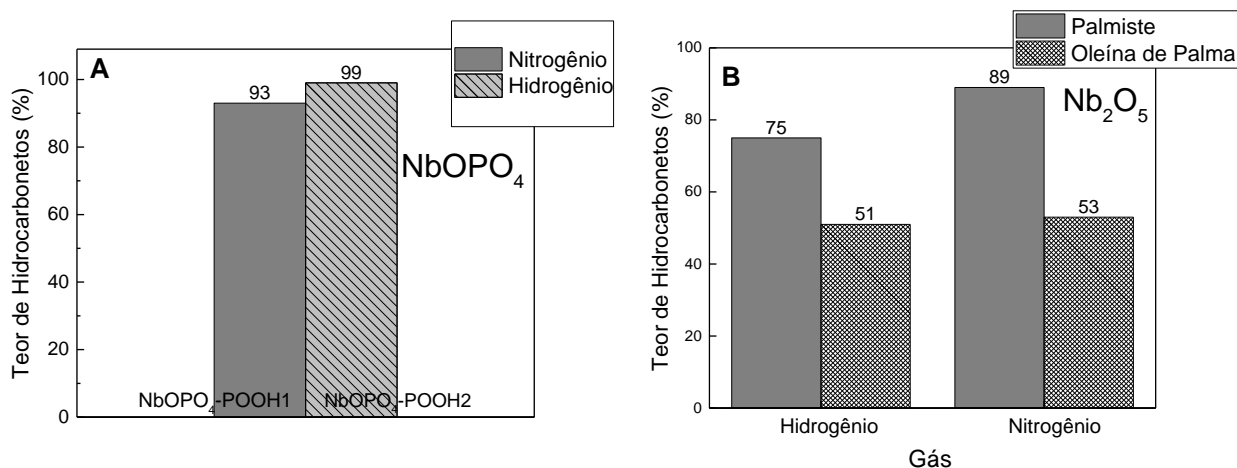 A
Nitrogênio
Hidrogênio
NbOPO₄
Teor de Hidrocarbonetos (%)
100
80
60
40
20
0
93
99
NbOPO₄-POOH1
NbOPO₄-POOH2
B
Palmiste
Oleína de Palma
Nb₂O₅
Teor de Hidrocarbonetos (%)
100
80
60
40
20
0
75
51
89
53
Hidrogênio
Nitrogênio
Gás